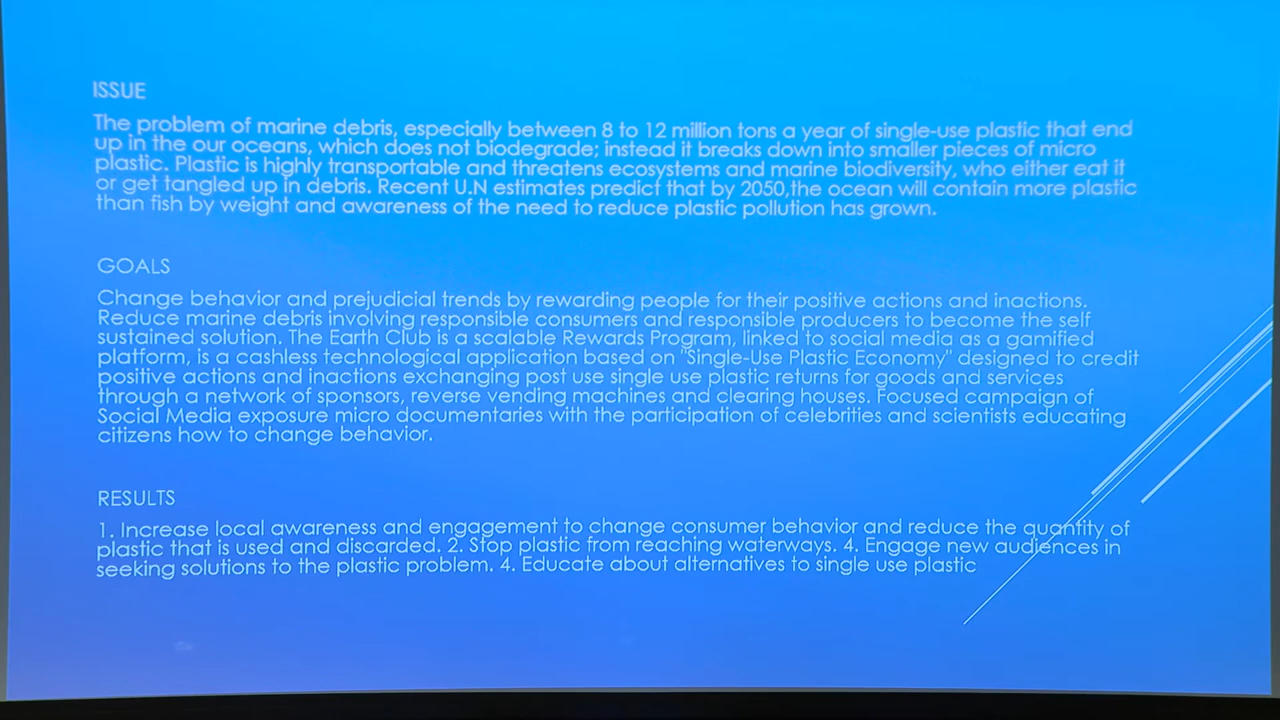 ISSUE
The problem of marine debris, especially between 8 to 12 million tons a year of single-use plastic that end
up in the our oceans, which does not biodegrade; instead it breaks down into smaller pieces of micro
plastic. Plastic is highly transportable and threatens ecosystems and marine biodiversity, who either eat it
or get tangled up in debris. Recent U.N estimates predict that by 2050,the ocean will contain more plastic
than fish by weight and awareness of the need to reduce plastic pollution has grown.
GOALS
Change behavior and prejudicial trends by rewarding people for their positive actions and inactions.
Reduce marine debris involving responsible consumers and responsible producers to become the self
sustained solution. The Earth Club is a scalable Rewards Program, linked to social media as a gamified
platform, is a cashless technological application based on "Single-Use Plastic Economy" designed to credit
positive actions and inactions exchanging post use single use plastic returns for goods and services
through a network of sponsors, reverse vending machines and clearing houses. Focused campaign of
Social Media exposure micro documentaries with the participation of celebrities and scientists educating
citizens how to change behavior.
RESULTS
1. Increase local awareness and engagement to change consumer behavior and reduce the quantity of
plastic that is used and discarded. 2. Stop plastic from reaching waterways. 4. Engage new audiences in
seeking solutions to the plastic problem. 4. Educate about alternatives to single use plastic